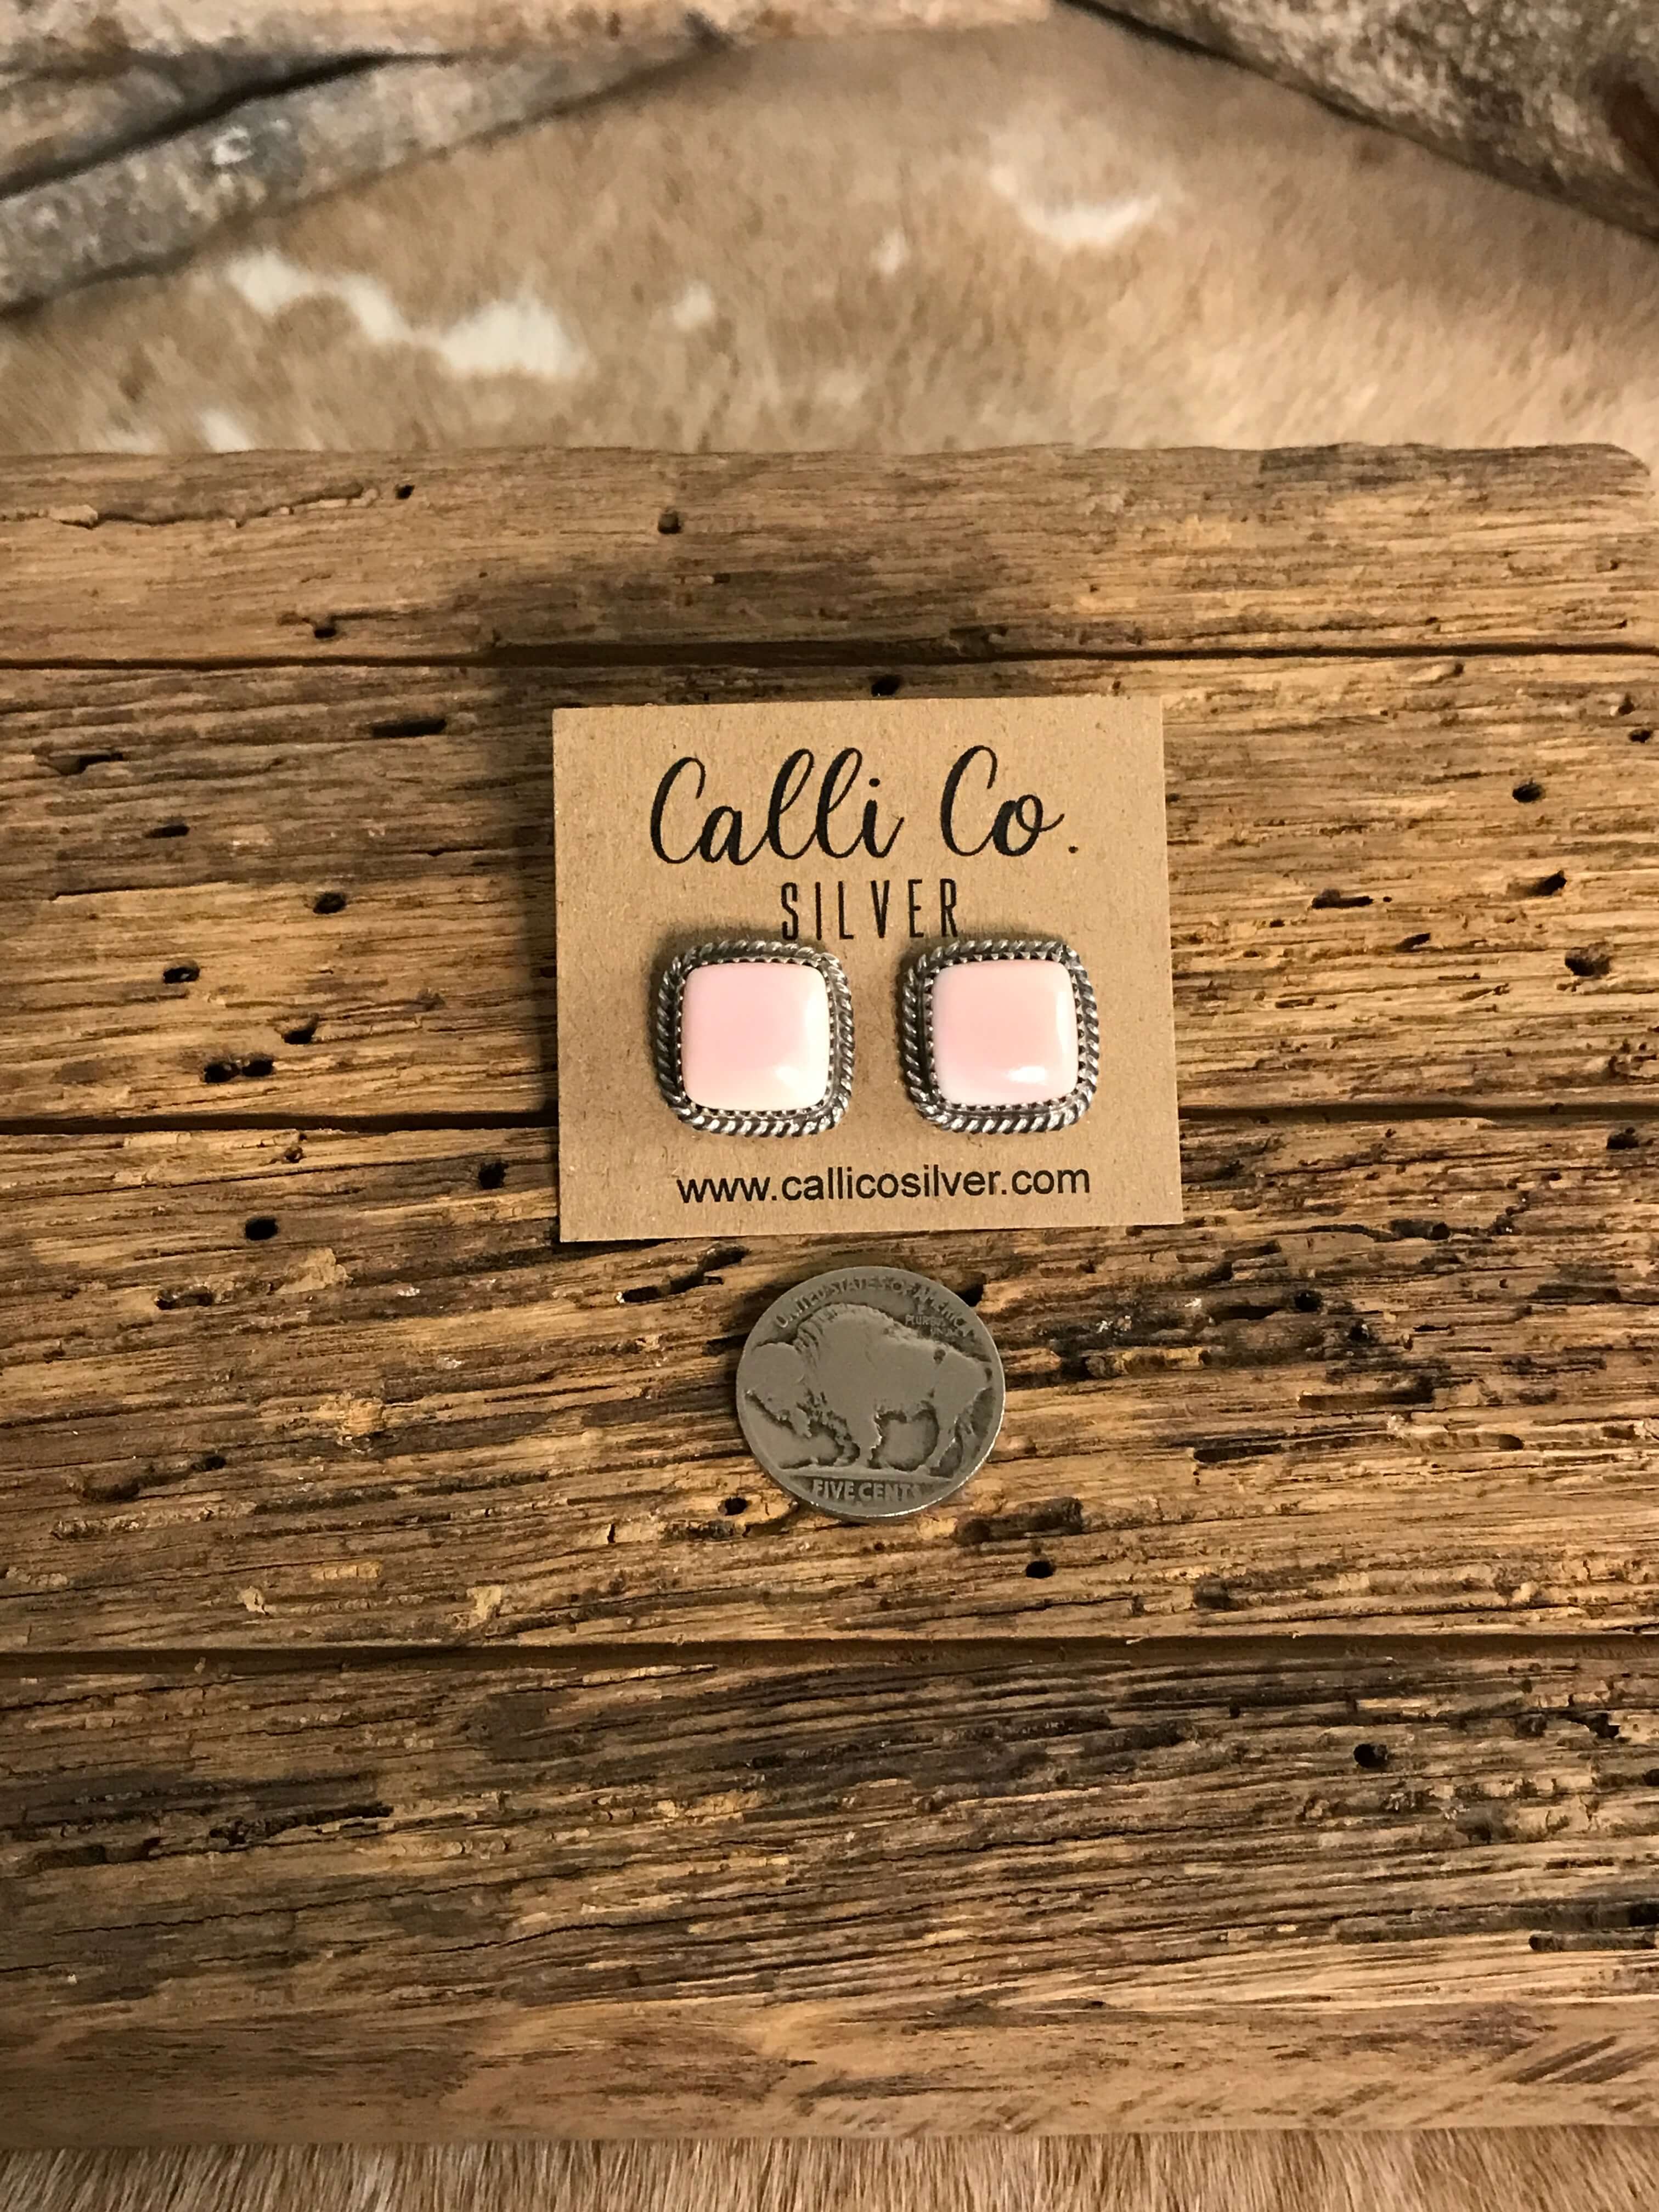 Calli Co.
SILVER
www.callicosilver.com
UNITED STATES OF AMERICA
FIVE CENTS